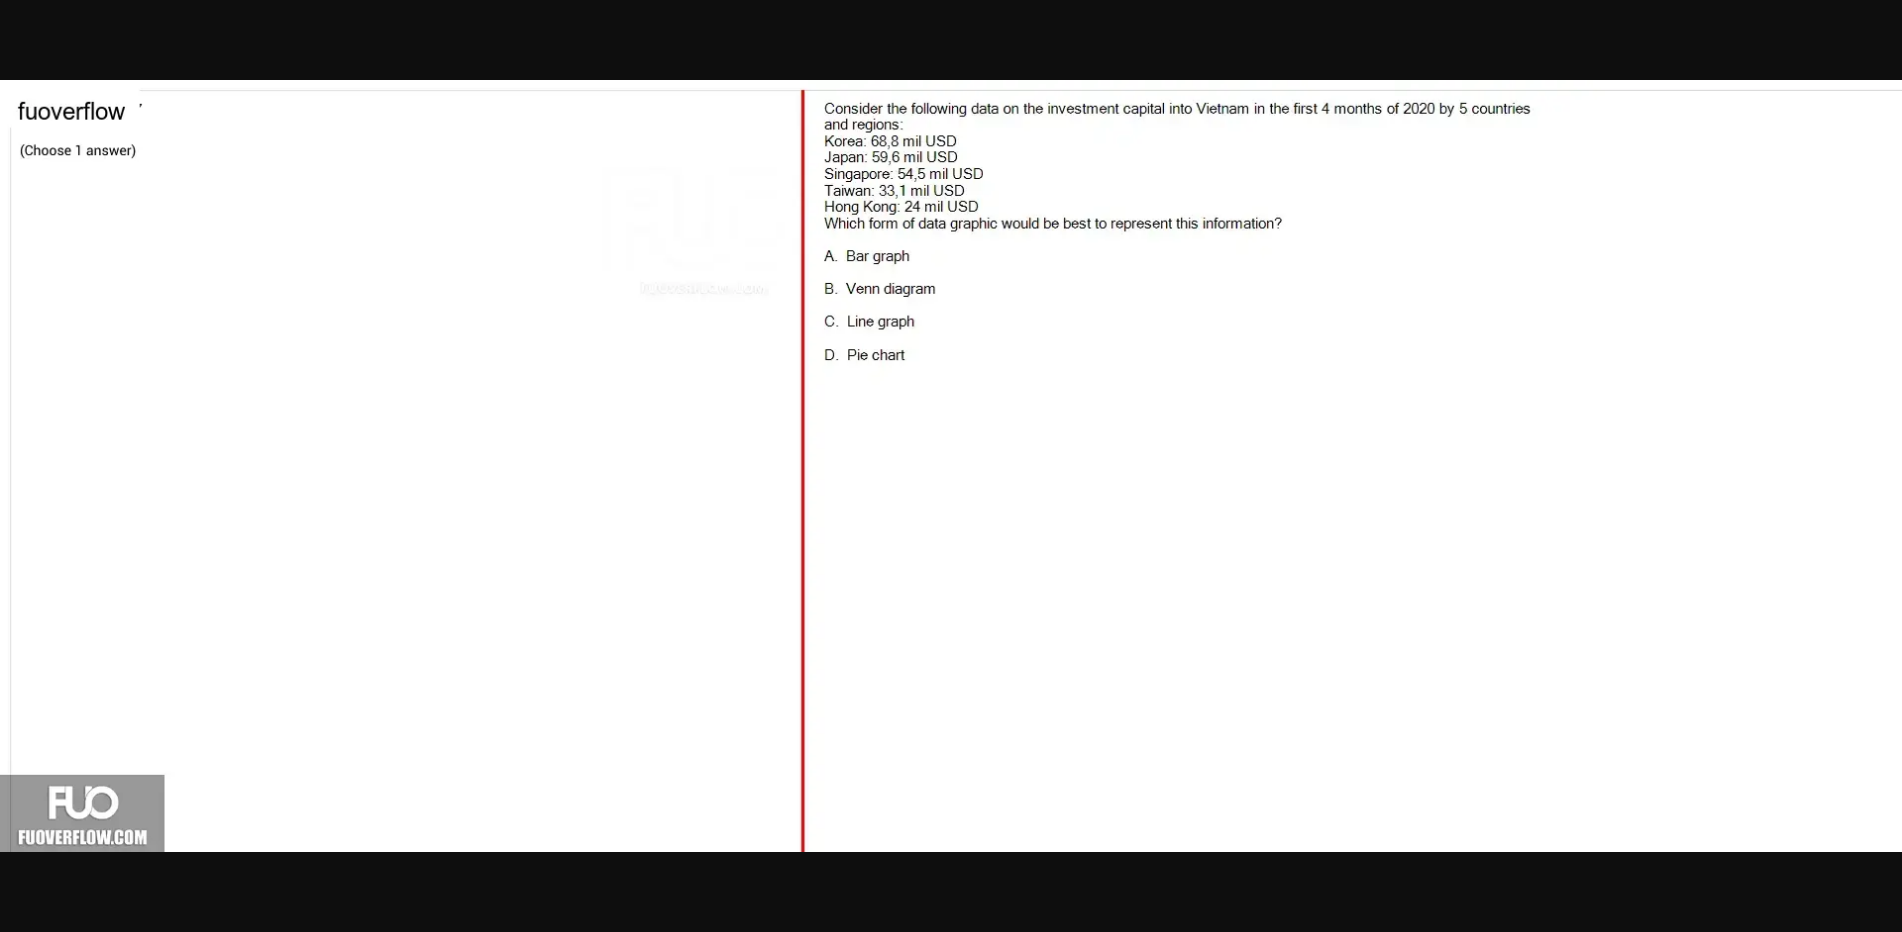 fuoverflow
(Choose 1 answer)
Consider the following data on the investment capital into Vietnam in the first 4 months of 2020 by 5 countries
and regions:
Korea: 68,8 mil USD
Japan: 59,6 mil USD
Singapore: 54,5 mil USD
Taiwan: 33,1 mil USD
Hong Kong: 24 mil USD
Which form of data graphic would be best to represent this information?
A. Bar graph
B. Venn diagram
C. Line graph
D. Pie chart
FUO
FUOVERFLOW.COM
FUO
FUOVERFLOW.COM